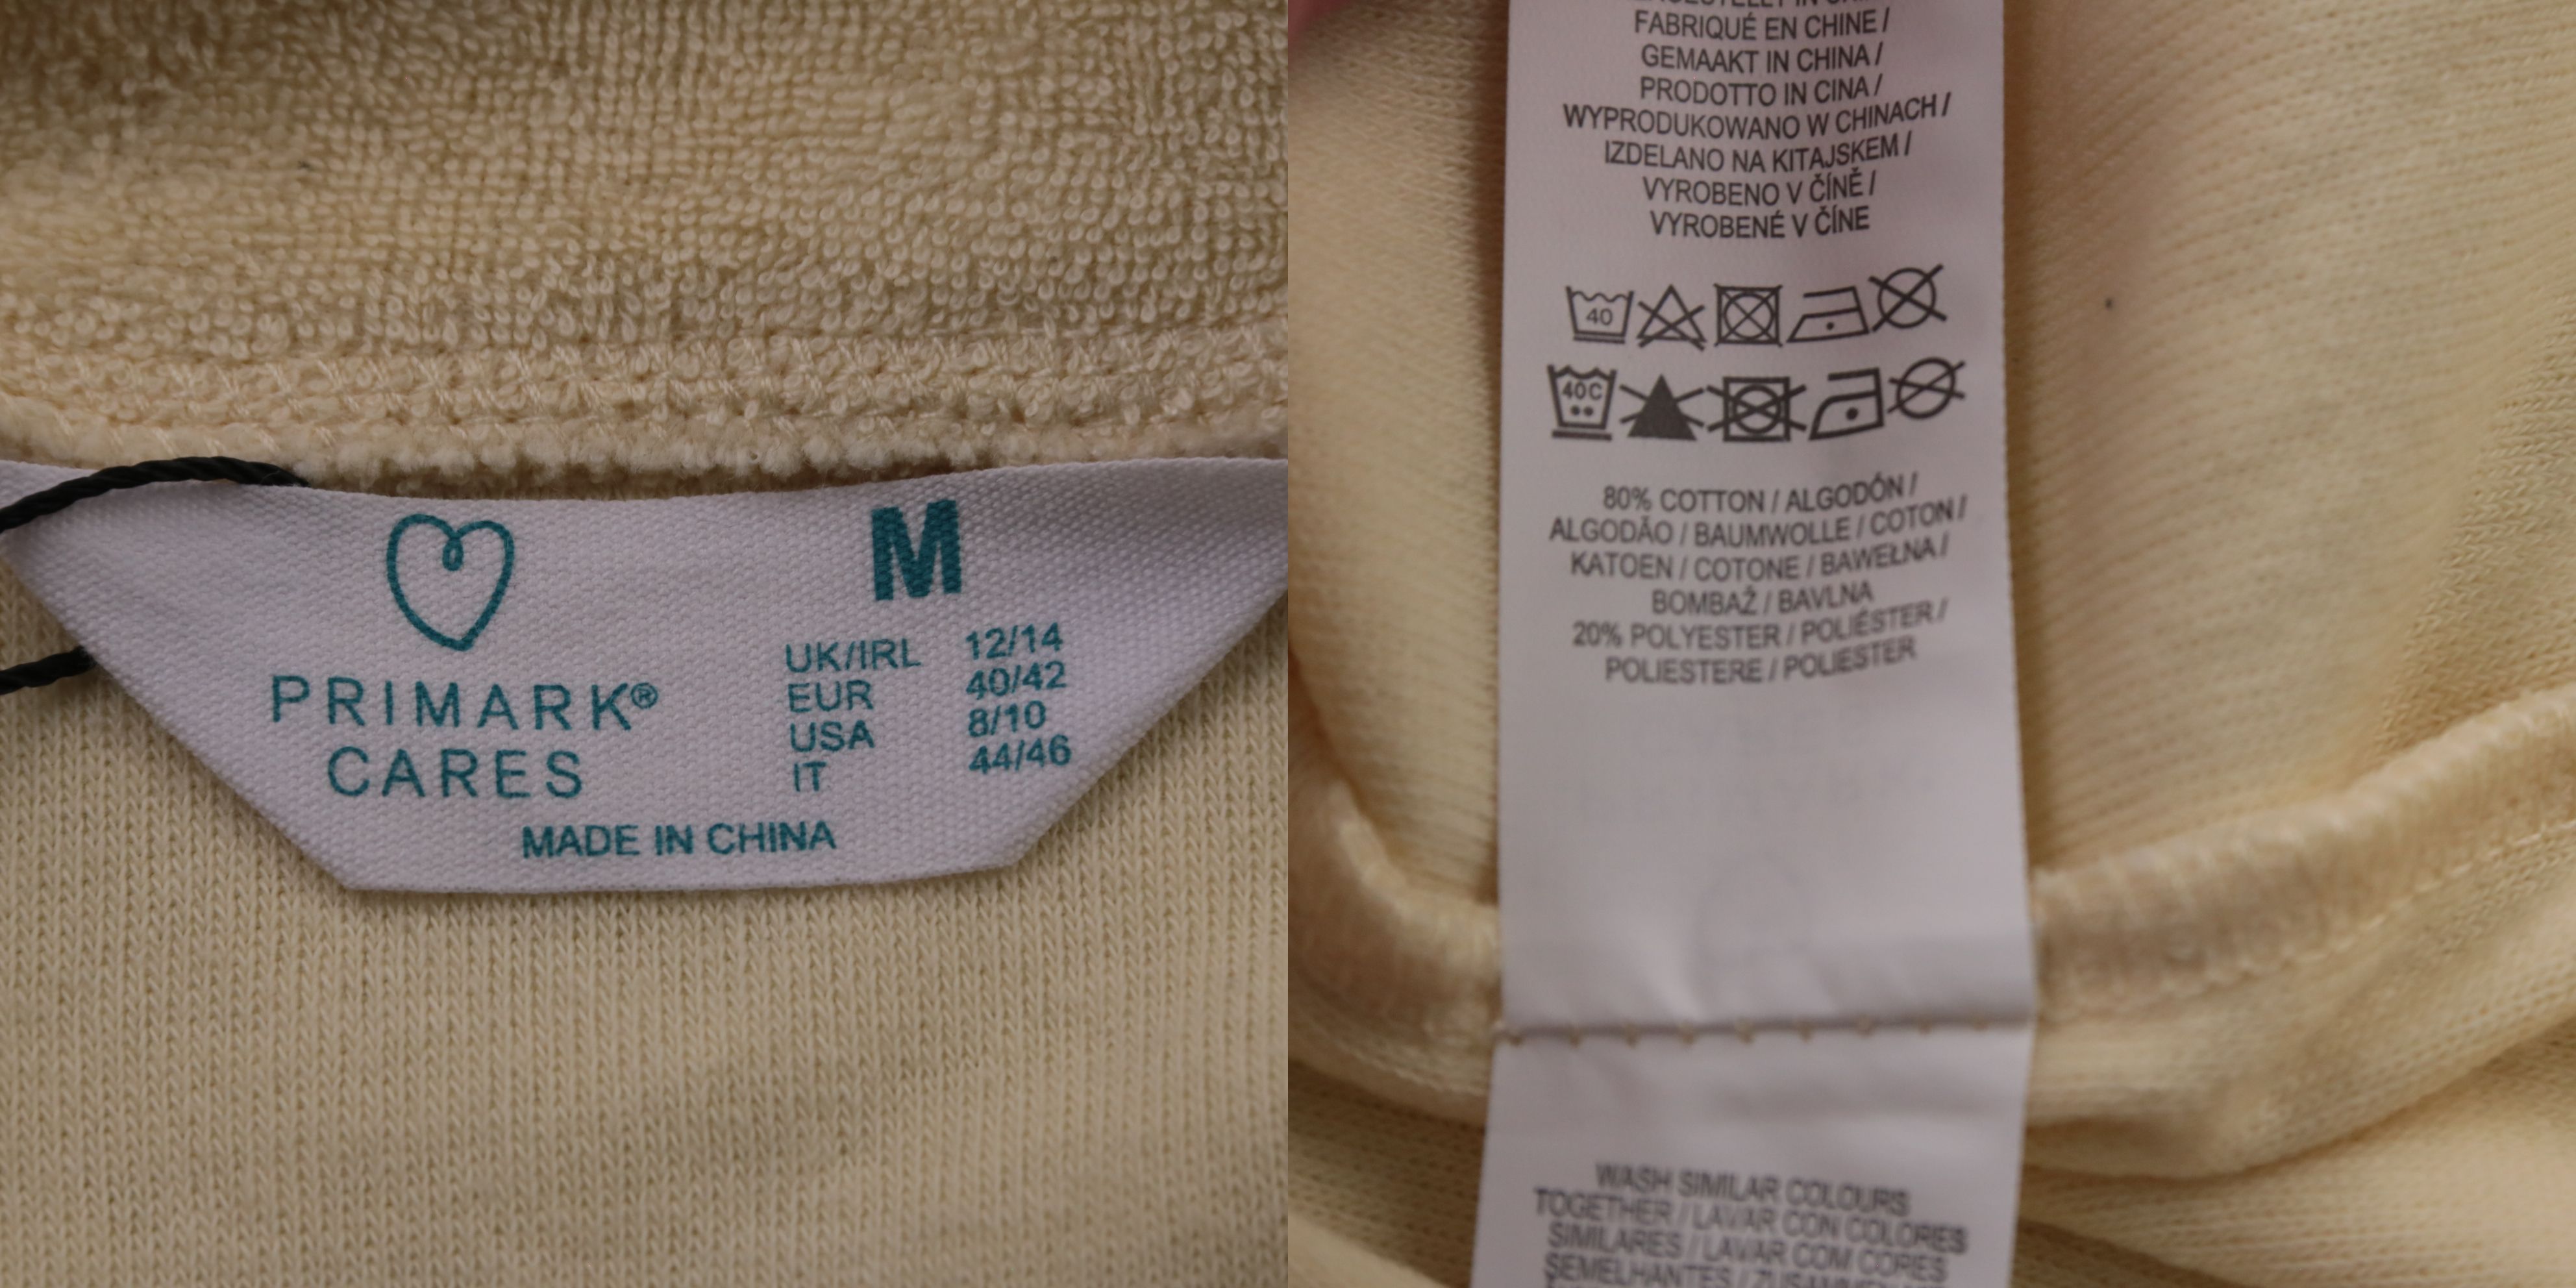 M
PRIMARK®
CARES
UK/IRL 12/14
EUR 40/42
USA 8/10
IT 44/46
MADE IN CHINA
FABRIQUÉ EN CHINE /
GEMAAKT IN CHINA /
PRODOTTO IN CINA /
WYPRODUKOWANO W CHINACH /
IZDELANO NA KITAJSKEM /
VYROBENO V ČÍNĚ /
VYROBENÉ V ČÍNE
40
40C
80% COTTON / ALGODÓN /
ALGODÃO / BAUMWOLLE / COTON /
KATOEN / COTONE / BAWEŁNA /
BOMBAŽ / BAVLNA
20% POLYESTER / POLIÉSTER /
POLIESTERE / POLIESTER
WASH SIMILAR COLOURS
TOGETHER / LAVAR CON COLORES
SIMILARES / LAVAR COM CORES
SEMELHANTES /